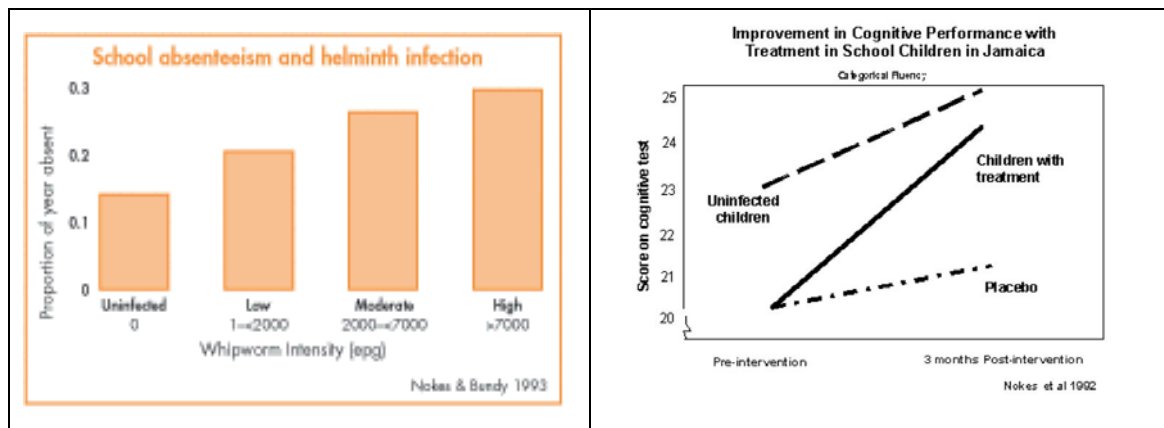 School absenteeism and helminth infection
Proportion of year absent
0.3
0.2
0.1
0
Uninfected
0
Low
1-<2000
Moderate
2000-<7000
High
>7000
Whipworm Intensity (epg)
Nokes & Bundy 1993
Improvement in Cognitive Performance with
Treatment in School Children in Jamaica
Categorical Fluency
Score on cognitive test
25
24
23
22
21
20
Uninfected
children
Children with
treatment
Placebo
Pre-intervention
3 months Post-intervention
Nokes et al 1992